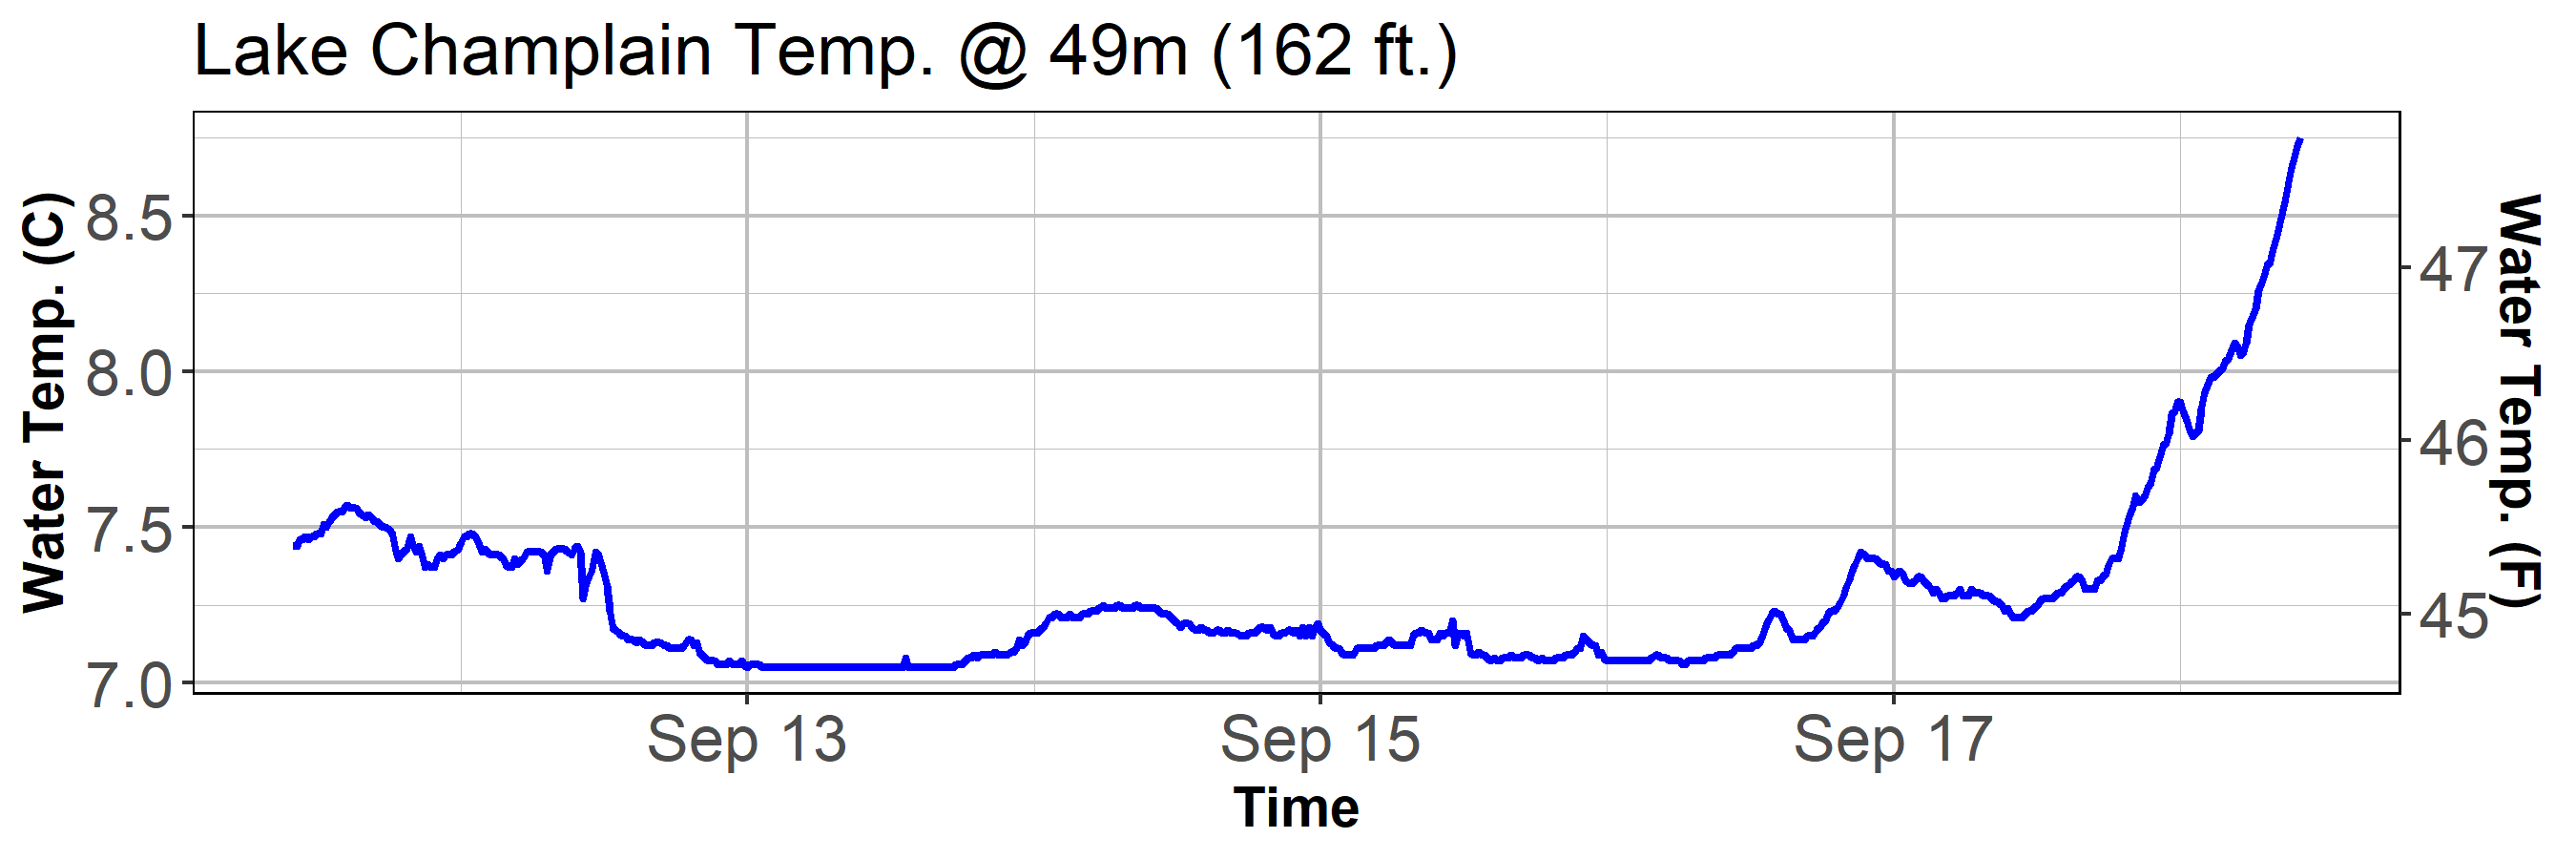 Lake Champlain Temp. @ 49m (162 ft.)
Water Temp. (C)
8.5
8.0
7.5
7.0
47
46
45
Water Temp. (F)
Sep 13
Sep 15
Sep 17
Time